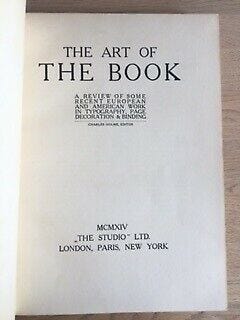 THE ART OF
THE BOOK
A REVIEW OF SOME
RECENT EUROPEAN
AND AMERICAN WORK
IN TYPOGRAPHY, PAGE
DECORATION & BINDING
CHARLES HOLME, EDITOR
MCMXIV
„THE STUDIO" LTD.
LONDON, PARIS, NEW YORK